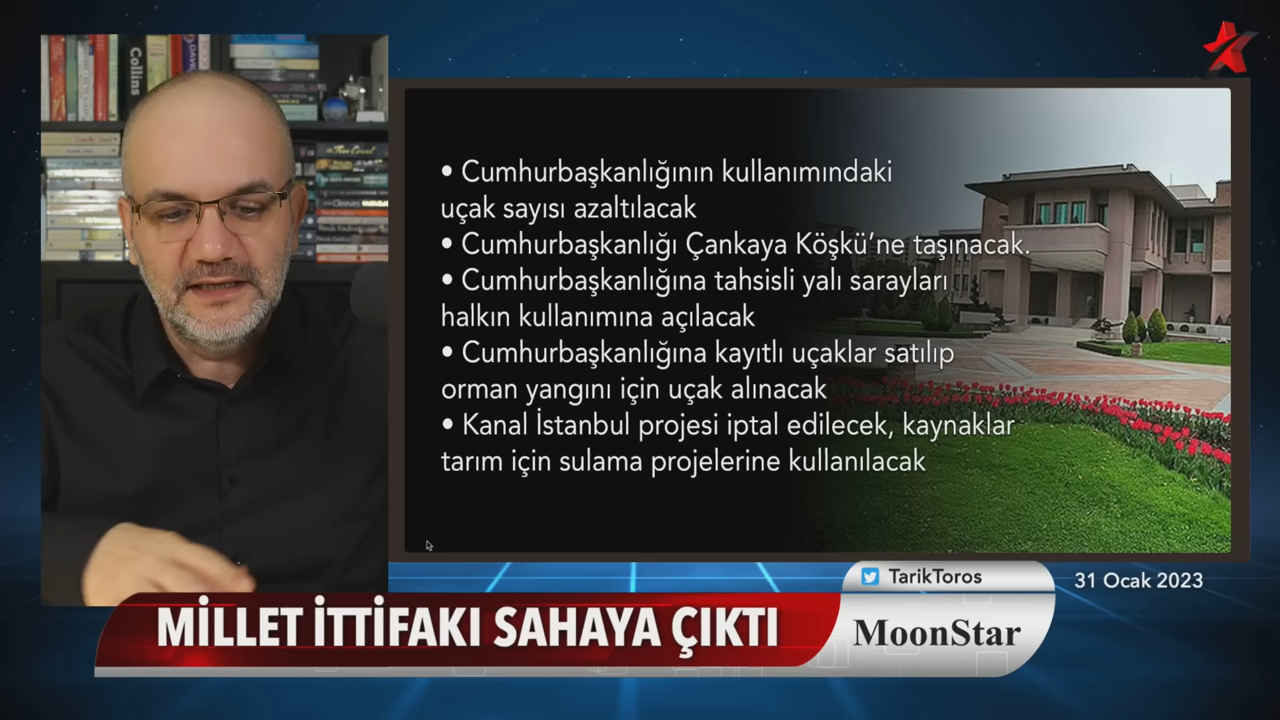 Collins
• Cumhurbaşkanlığının kullanımındaki
uçak sayısı azaltılacak
• Cumhurbaşkanlığı Çankaya Köşkü’ne taşınacak.
• Cumhurbaşkanlığına tahsisli yalı sarayları
halkın kullanımına açılacak
• Cumhurbaşkanlığına kayıtlı uçaklar satılıp
orman yangını için uçak alınacak
• Kanal İstanbul projesi iptal edilecek, kaynaklar
tarım için sulama projelerine kullanılacak
TarikToros
31 Ocak 2023
MİLLET İTTİFAKI SAHAYA ÇIKTI
MoonStar